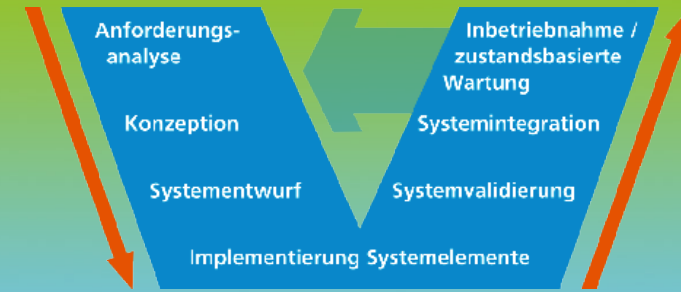 Anforderungs-
analyse
Konzeption
Systementwurf
Inbetriebnahme /
zustandsbasierte
Wartung
Systemintegration
Systemvalidierung
Implementierung Systemelemente